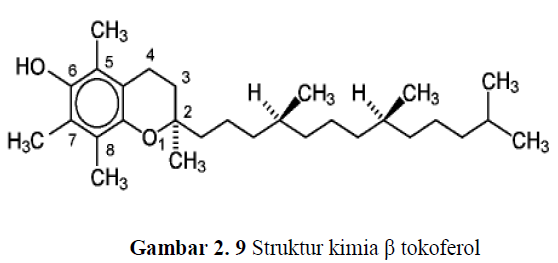 CH₃
HO
6
5
4
3
2
H
CH₃
H
CH₃
CH₃
H₃C
7
8
O
1
CH₃
CH₃
CH₃
Gambar 2. 9 Struktur kimia β tokoferol